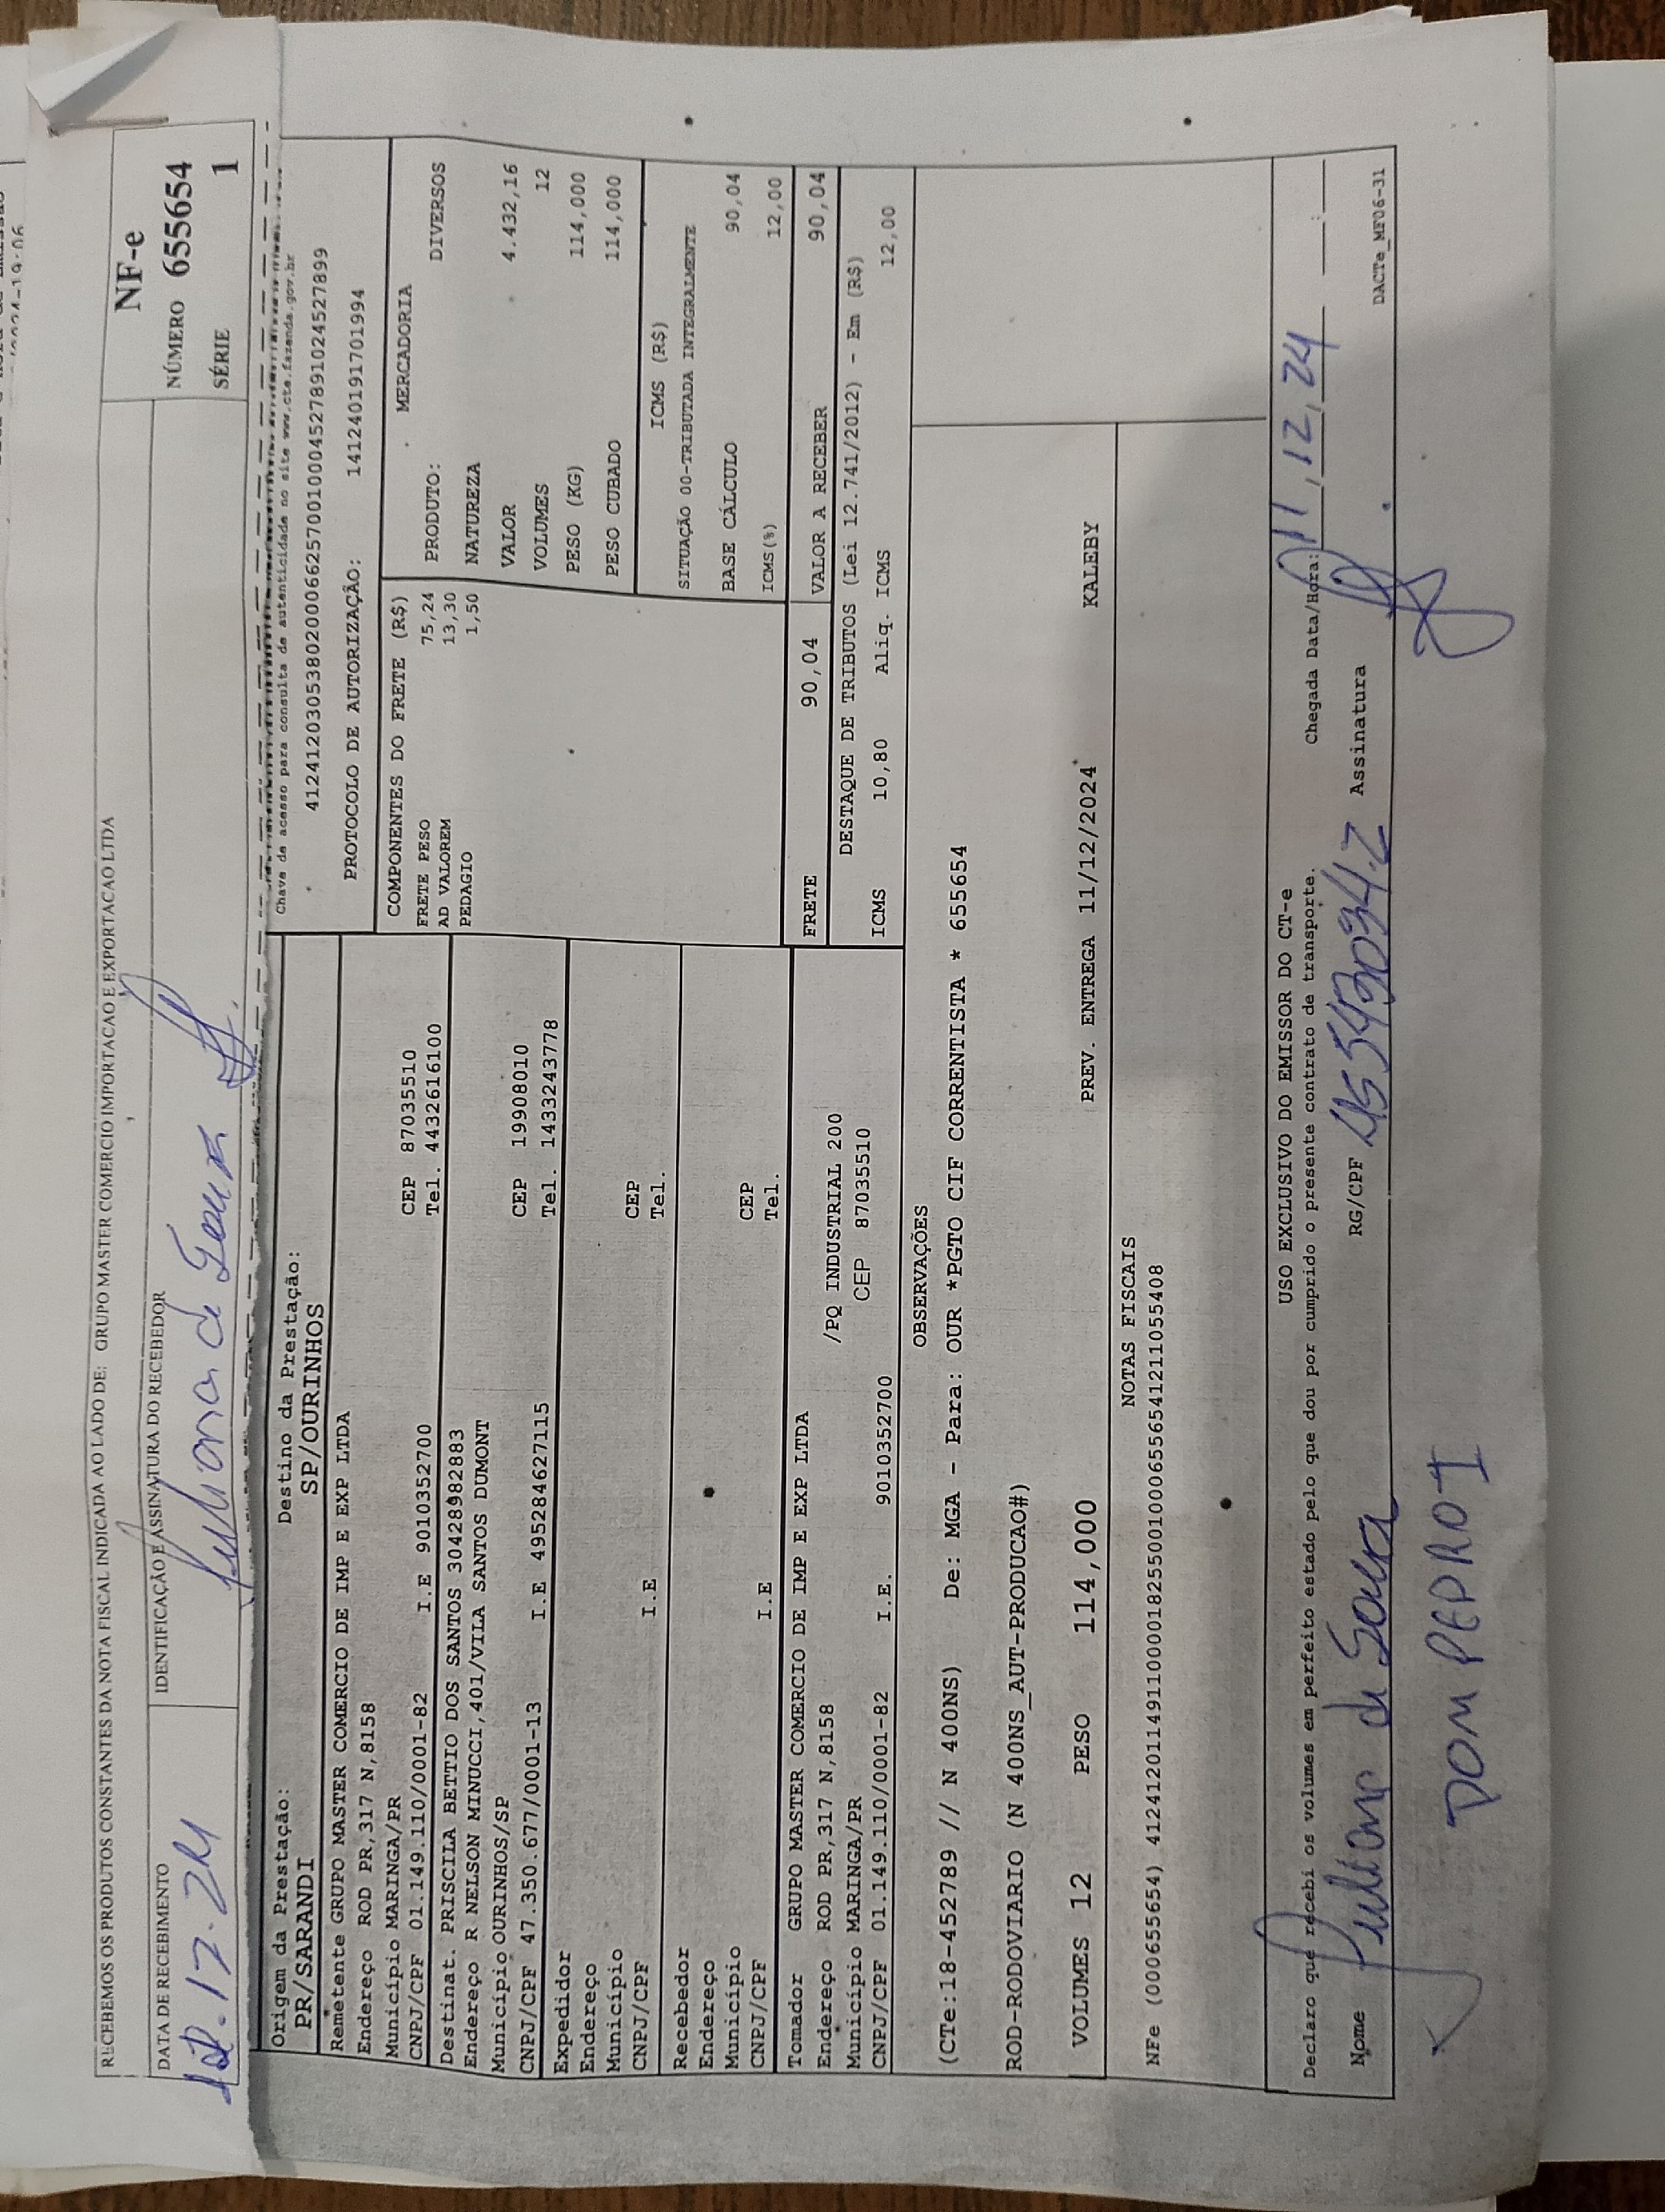 RECEBEMOS OS PRODUTOS CONSTANTES DA NOTA FISCAL INDICADA AO LADO DE: GRUPO MASTER COMERCIO IMPORTACAO E EXPORTACAO LTDA
NF-e
NÚMERO 655654
SÉRIE 1
DATA DE RECEBIMENTO
IDENTIFICAÇÃO E ASSINATURA DO RECEBEDOR
Origem da Prestação:
PR/SARANDI
Destino da Prestação:
SP/OURINHOS
Chave de acesso para consulta de autenticidade no site www.cte.fazenda.gov.br
41241203053802000662570010004527891024527899
PROTOCOLO DE AUTORIZAÇÃO: 141240191701994
Remetente GRUPO MASTER COMERCIO DE IMP E EXP LTDA
Endereço ROD PR,317 N,8158
Município MARINGA/PR CEP 87035510
CNPJ/CPF 01.149.110/0001-82 I.E 9010352700 Tel. 4432616100
Destinat. PRISCILA BETTIO DOS SANTOS 30428982883
Endereço R NELSON MINUCCI,401/VILA SANTOS DUMONT
Município OURINHOS/SP CEP 19908010
CNPJ/CPF 47.350.677/0001-13 I.E 495284627115 Tel. 1433243778
Expedidor
Endereço
Município CEP
CNPJ/CPF I.E Tel.
Recebedor
Endereço
Município CEP
CNPJ/CPF I.E Tel.
Tomador GRUPO MASTER COMERCIO DE IMP E EXP LTDA
Endereço ROD PR,317 N,8158 /PQ INDUSTRIAL 200
Município MARINGA/PR CEP 87035510
CNPJ/CPF 01.149.110/0001-82 I.E. 9010352700
COMPONENTES DO FRETE (R$)
FRETE PESO 75,24
AD VALOREM 13,30
PEDAGIO 1,50
MERCADORIA
PRODUTO: DIVERSOS
NATUREZA
VALOR 4.432,16
VOLUMES 12
PESO (KG) 114,000
PESO CUBADO 114,000
ICMS (R$)
SITUAÇÃO 00-TRIBUTADA INTEGRALMENTE
BASE CÁLCULO 90,04
ICMS(%) 12,00
FRETE 90,04 VALOR A RECEBER 90,04
DESTAQUE DE TRIBUTOS (Lei 12.741/2012) - Em (R$)
ICMS 10,80 Aliq. ICMS 12,00
OBSERVAÇÕES
(CTe:18-452789 // N 400NS) De: MGA - Para: OUR *PGTO CIF CORRENTISTA * 655654
ROD-RODOVIARIO (N 400NS_AUT-PRODUCAO#)
VOLUMES 12 PESO 114,000 PREV. ENTREGA 11/12/2024 KALEBY
NOTAS FISCAIS
NFe (000655654) 41241201149110000182550010006556541211055408
USO EXCLUSIVO DO EMISSOR DO CT-e
Declaro que recebi os volumes em perfeito estado pelo que dou por cumprido o presente contrato de transporte. Chegada Data/Hora: 11,12,24
Nome Juliana de Souza RG/CPF Assinatura
DACTe_MF06-31
DOM PEDRO I